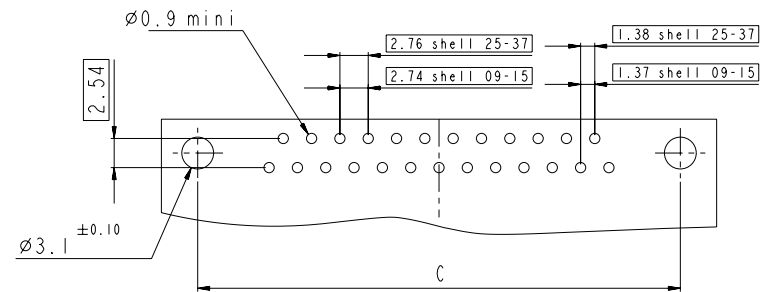 Ø0.9 mini
2.76 shell 25-37
1.38 shell 25-37
2.74 shell 09-15
1.37 shell 09-15
2.54
Ø3.1 ±0.10
C